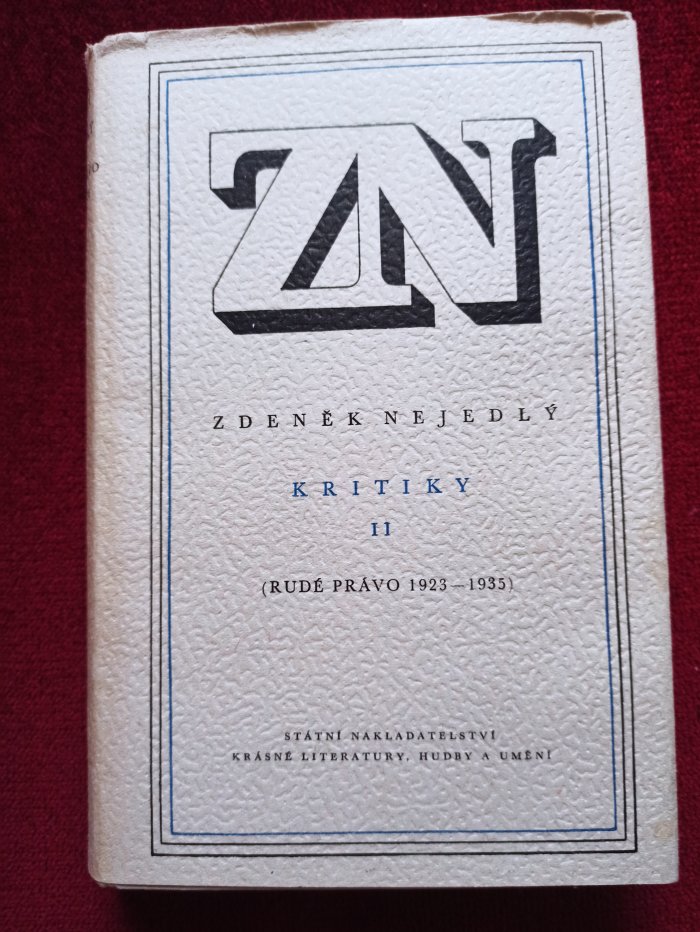 ZN
ZDENĚK NEJEDLÝ
KRITIKY
II
(RUDÉ PRÁVO 1923—1935)
STÁTNÍ NAKLADATELSTVÍ
KRÁSNÉ LITERATURY, HUDBY A UMĚNÍ